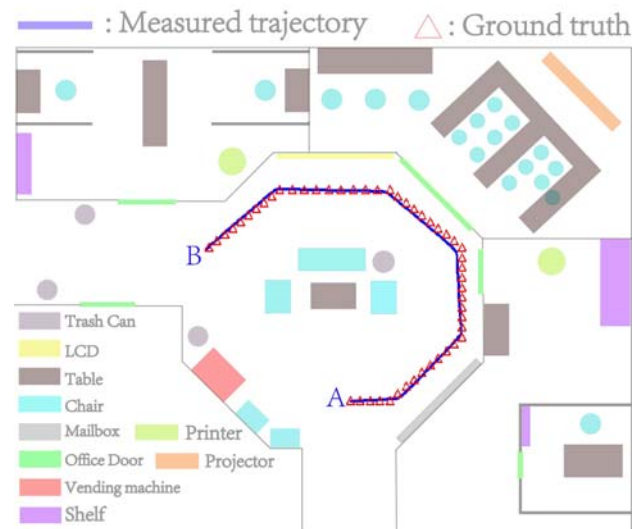 : Measured trajectory : Ground truth
B
A
Trash Can
LCD
Table
Chair
Mailbox Printer
Office Door Projector
Vending machine
Shelf